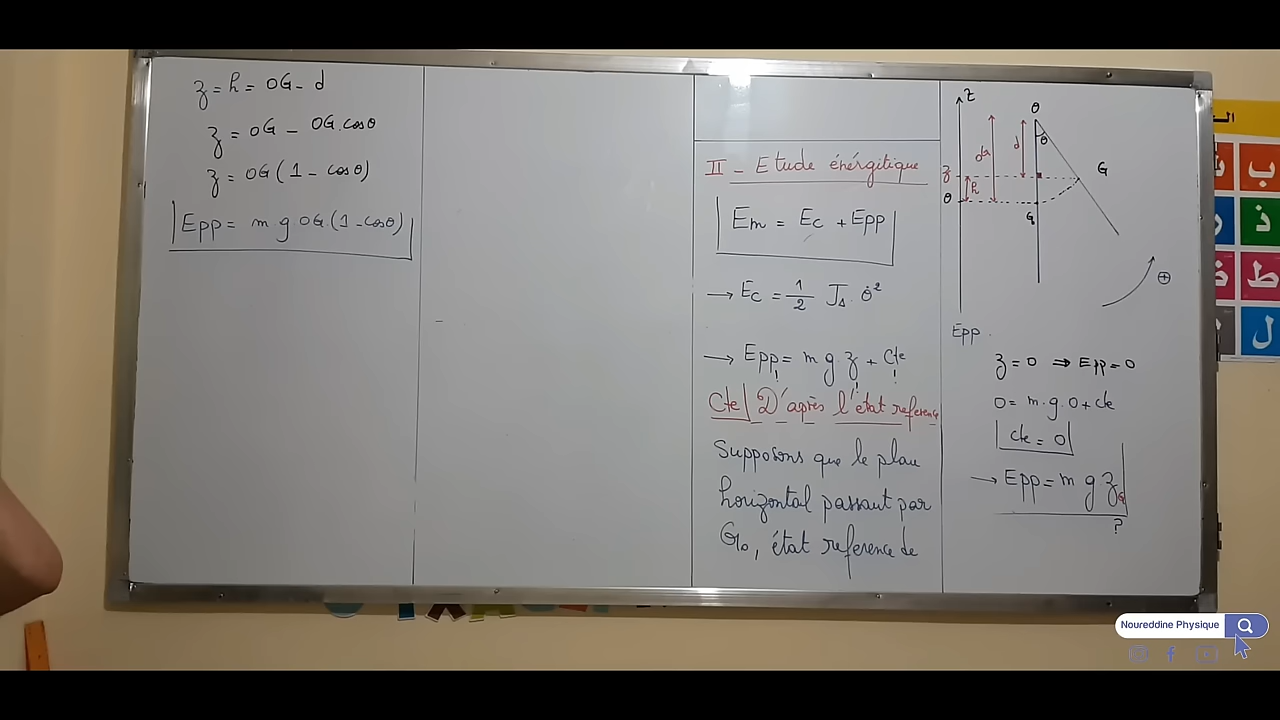 z = h = OG - d
z = OG - OG.cosθ
z = OG (1 - cosθ)
Epp = m g OG.(1 - cosθ)
II - Etude énérgitique
Em = Ec + Epp
→ Ec = 1/2 JΔ . θ̇²
→ Epp = m g.z + Cte
Cte | D'après l'état reference
Supposons que le plan
horizontal passant par
G₀, état reference de
z
O
θ
d
z
h
G
θ
G
⊕
Epp.
z = 0 ⇒ Epp = 0
0 = m.g.0 + cte
cte = 0
→ Epp = m g z
?
ب
ذ
ط
ظ
ل
Noureddine Physique